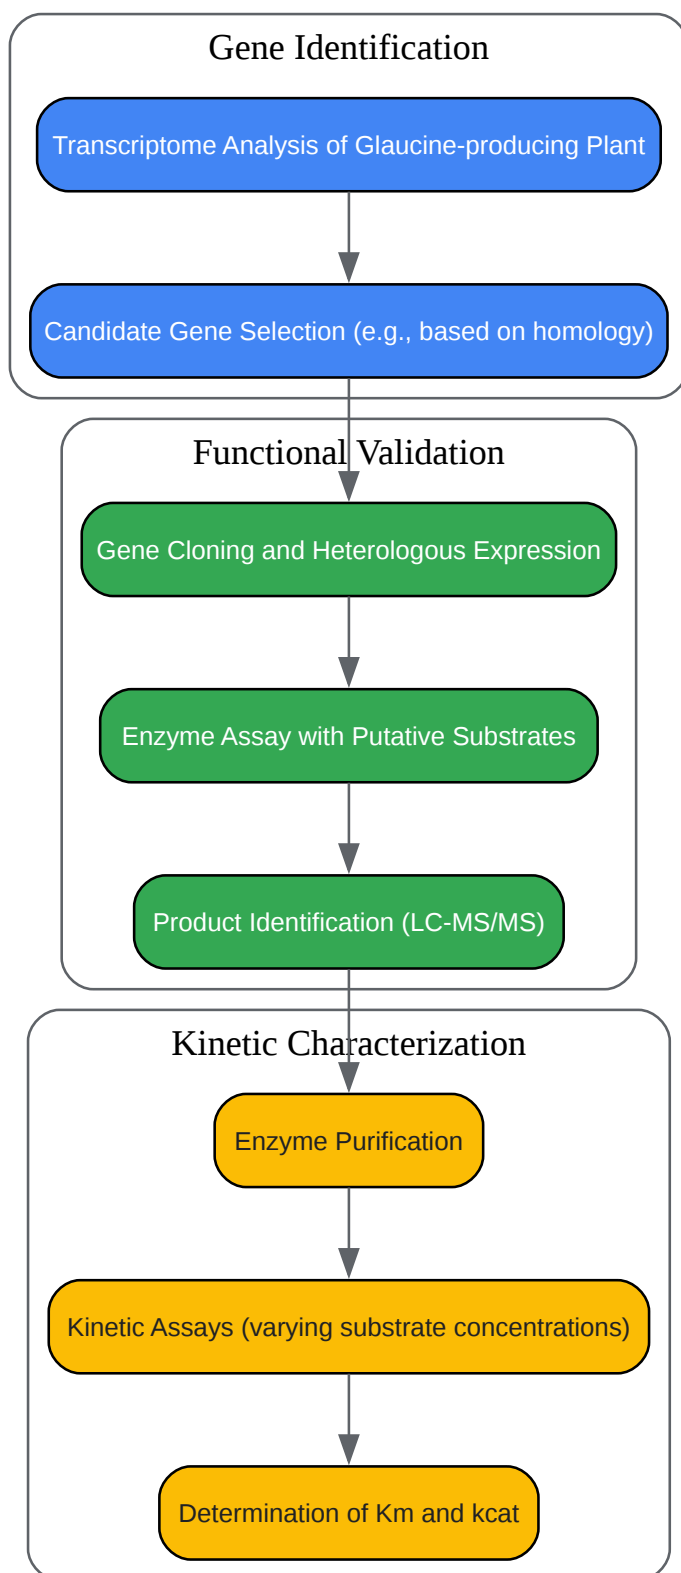 Gene Identification
Transcriptome Analysis of Glaucine-producing Plant
Candidate Gene Selection (e.g., based on homology)
Functional Validation
Gene Cloning and Heterologous Expression
Enzyme Assay with Putative Substrates
Product Identification (LC-MS/MS)
Kinetic Characterization
Enzyme Purification
Kinetic Assays (varying substrate concentrations)
Determination of Km and kcat